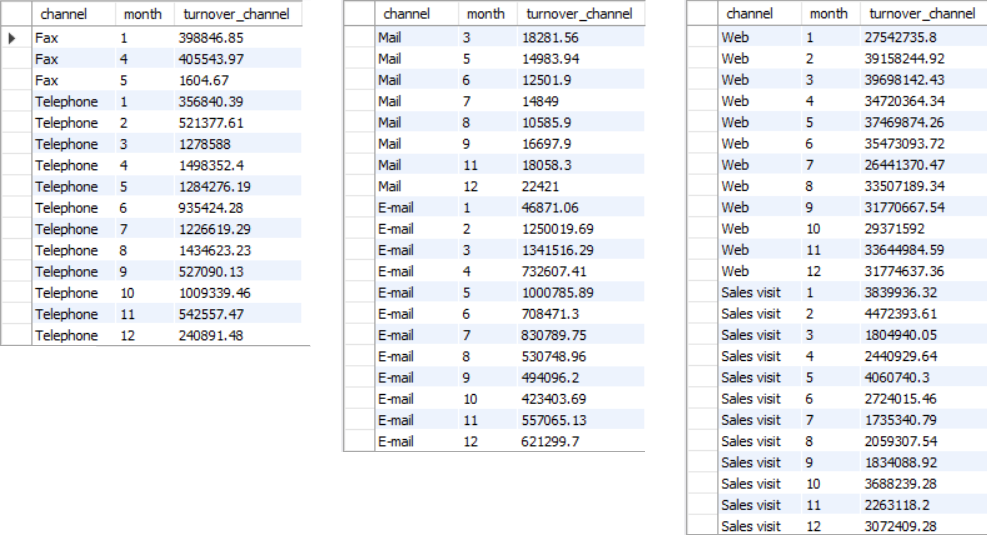 channel month turnover_channel
Fax 1 398846.85
Fax 4 405543.97
Fax 5 1604.67
Telephone 1 356840.39
Telephone 2 521377.61
Telephone 3 1278588
Telephone 4 1498352.4
Telephone 5 1284276.19
Telephone 6 935424.28
Telephone 7 1226619.29
Telephone 8 1434623.23
Telephone 9 527090.13
Telephone 10 1009339.46
Telephone 11 542557.47
Telephone 12 240891.48
channel month turnover_channel
Mail 3 18281.56
Mail 5 14983.94
Mail 6 12501.9
Mail 7 14849
Mail 8 10585.9
Mail 9 16697.9
Mail 11 18058.3
Mail 12 22421
E-mail 1 46871.06
E-mail 2 1250019.69
E-mail 3 1341516.29
E-mail 4 732607.41
E-mail 5 1000785.89
E-mail 6 708471.3
E-mail 7 830789.75
E-mail 8 530748.96
E-mail 9 494096.2
E-mail 10 423403.69
E-mail 11 557065.13
E-mail 12 621299.7
channel month turnover_channel
Web 1 27542735.8
Web 2 39158244.92
Web 3 39698142.43
Web 4 34720364.34
Web 5 37469874.26
Web 6 35473093.72
Web 7 26441370.47
Web 8 33507189.34
Web 9 31770667.54
Web 10 29371592
Web 11 33644984.59
Web 12 31774637.36
Sales visit 1 3839936.32
Sales visit 2 4472393.61
Sales visit 3 1804940.05
Sales visit 4 2440929.64
Sales visit 5 4060740.3
Sales visit 6 2724015.46
Sales visit 7 1735340.79
Sales visit 8 2059307.54
Sales visit 9 1834088.92
Sales visit 10 3688239.28
Sales visit 11 2263118.2
Sales visit 12 3072409.28